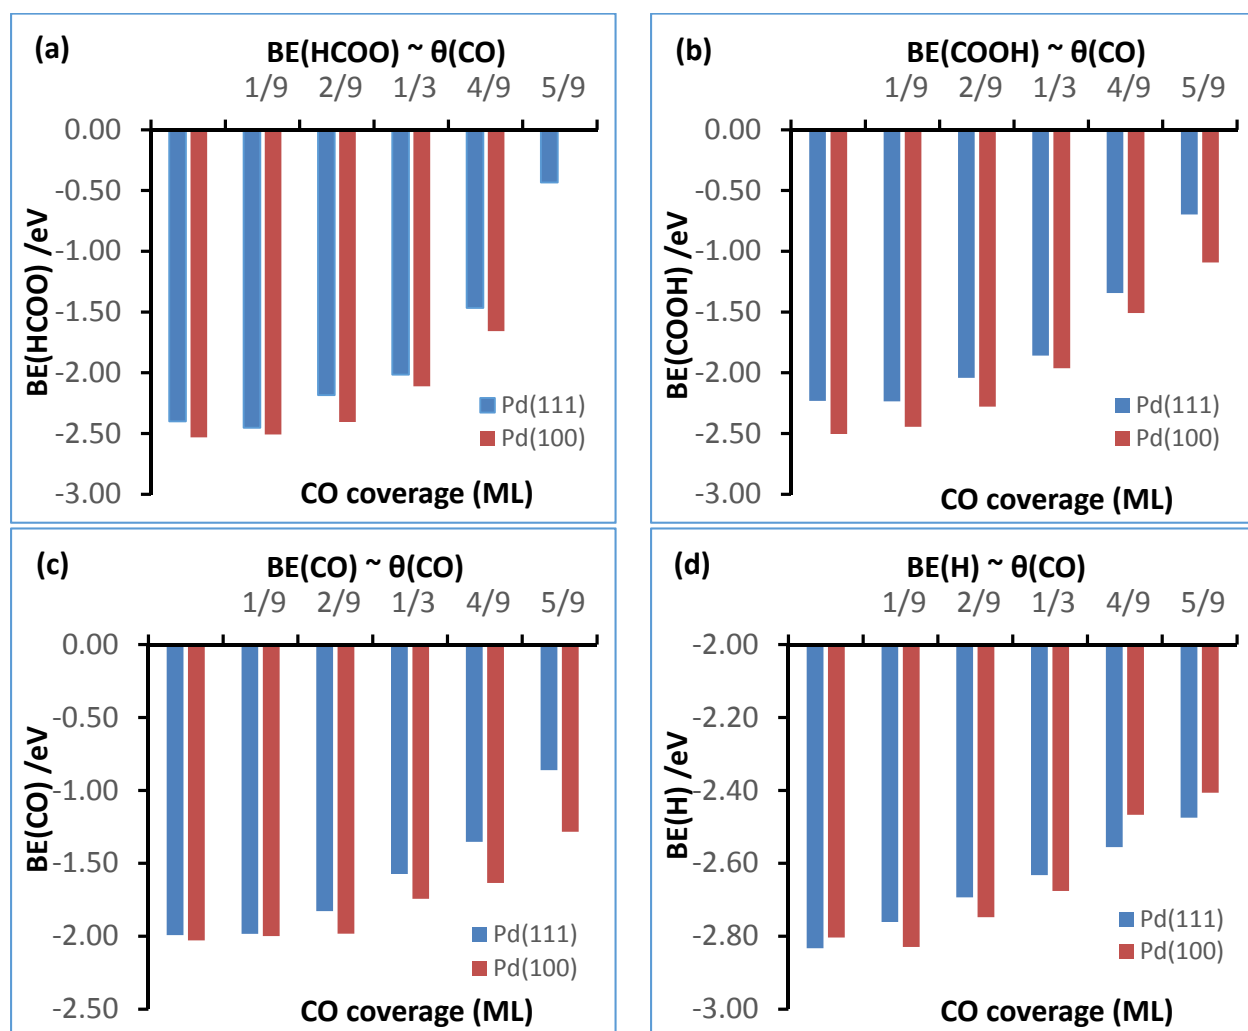 (a)
BE(HCOO) ~ θ(CO)
1/9 2/9 1/3 4/9 5/9
0.00
-0.50
-1.00
-1.50
-2.00
-2.50
-3.00
BE(HCOO) /eV
Pd(111)
Pd(100)
CO coverage (ML)
(b)
BE(COOH) ~ θ(CO)
1/9 2/9 1/3 4/9 5/9
0.00
-0.50
-1.00
-1.50
-2.00
-2.50
-3.00
BE(COOH) /eV
Pd(111)
Pd(100)
CO coverage (ML)
(c)
BE(CO) ~ θ(CO)
1/9 2/9 1/3 4/9 5/9
0.00
-0.50
-1.00
-1.50
-2.00
-2.50
BE(CO) /eV
Pd(111)
Pd(100)
CO coverage (ML)
(d)
BE(H) ~ θ(CO)
1/9 2/9 1/3 4/9 5/9
-2.00
-2.20
-2.40
-2.60
-2.80
-3.00
BE(H) /eV
Pd(111)
Pd(100)
CO coverage (ML)